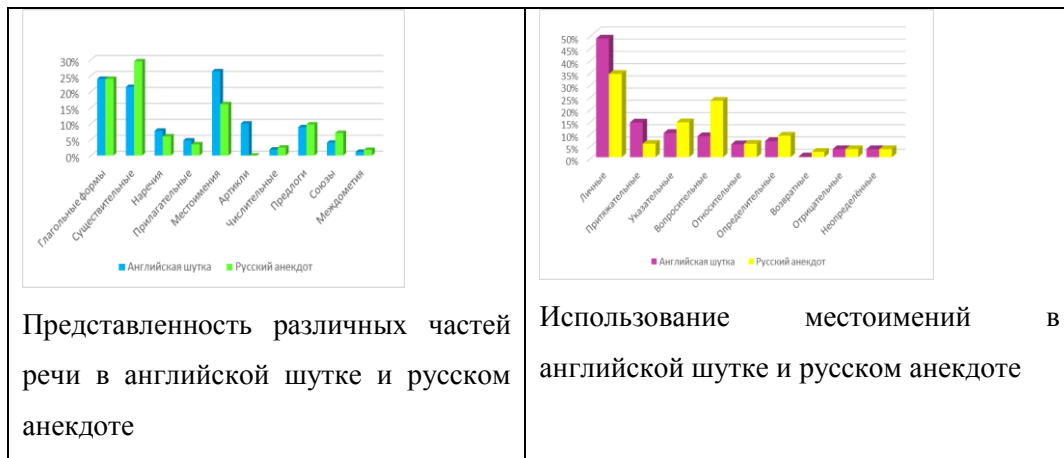 30%
25%
20%
15%
10%
5%
0%
Глагольные формы
Существительные
Наречия
Прилагательные
Местоимения
Артикли
Числительные
Предлоги
Союзы
Междометия
Английская шутка Русский анекдот
Представленность различных частей
речи в английской шутке и русском
анекдоте
50%
45%
40%
35%
30%
25%
20%
15%
10%
5%
0%
Личные
Притяжательные
Указательные
Вопросительные
Относительные
Определительные
Возвратные
Отрицательные
Неопределённые
Английская шутка Русский анекдот
Использование местоимений в
английской шутке и русском анекдоте